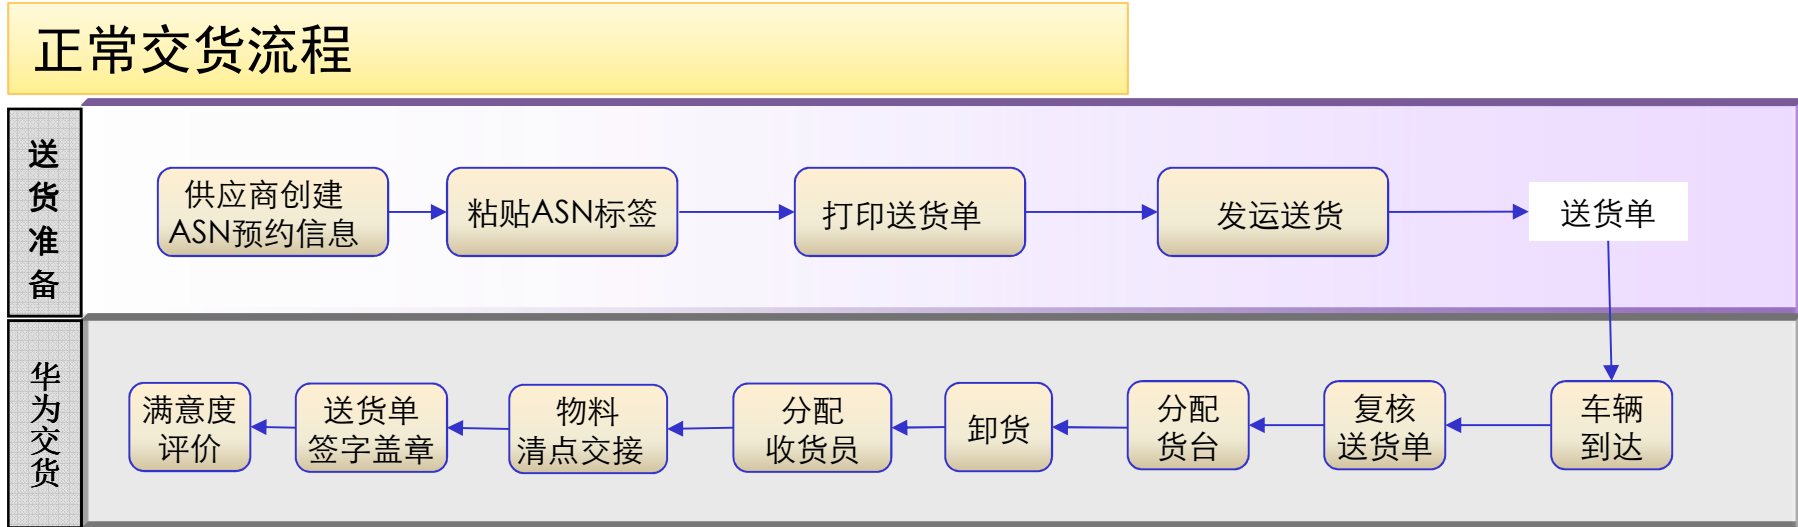 正常交货流程
送货准备
供应商创建
ASN预约信息
粘贴ASN标签
打印送货单
发运送货
送货单
华为交货
满意度
评价
送货单
签字盖章
物料
清点交接
分配
收货员
卸货
分配
货台
复核
送货单
车辆
到达